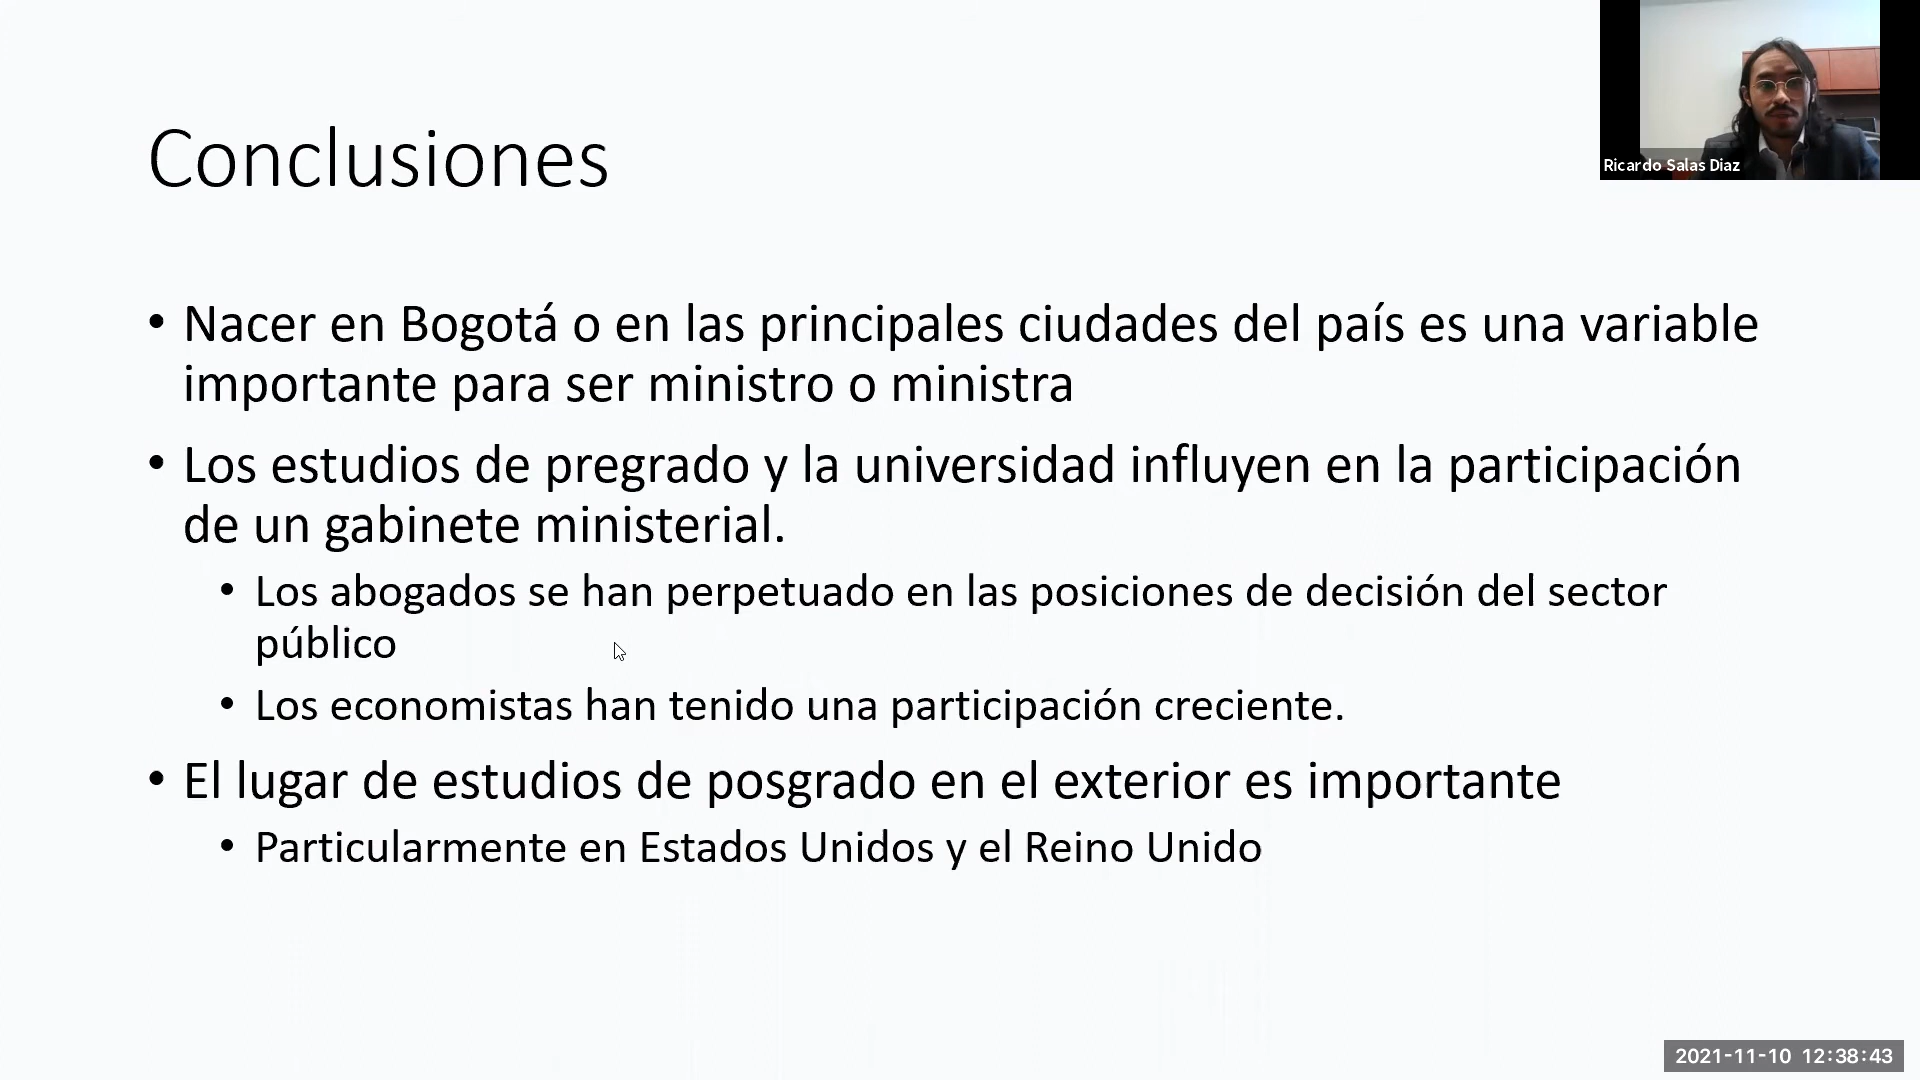 Conclusiones
Ricardo Salas Diaz
• Nacer en Bogotá o en las principales ciudades del país es una variable
importante para ser ministro o ministra
• Los estudios de pregrado y la universidad influyen en la participación
de un gabinete ministerial.
• Los abogados se han perpetuado en las posiciones de decisión del sector
público
• Los economistas han tenido una participación creciente.
• El lugar de estudios de posgrado en el exterior es importante
• Particularmente en Estados Unidos y el Reino Unido
2021-11-10 12:38:43